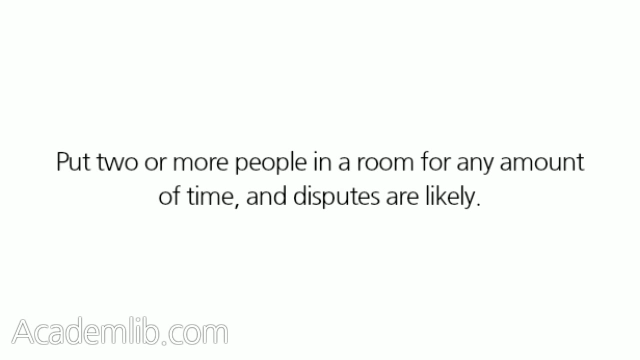 Put two or more people in a room for any amount
of time, and disputes are likely.
Academlib.com